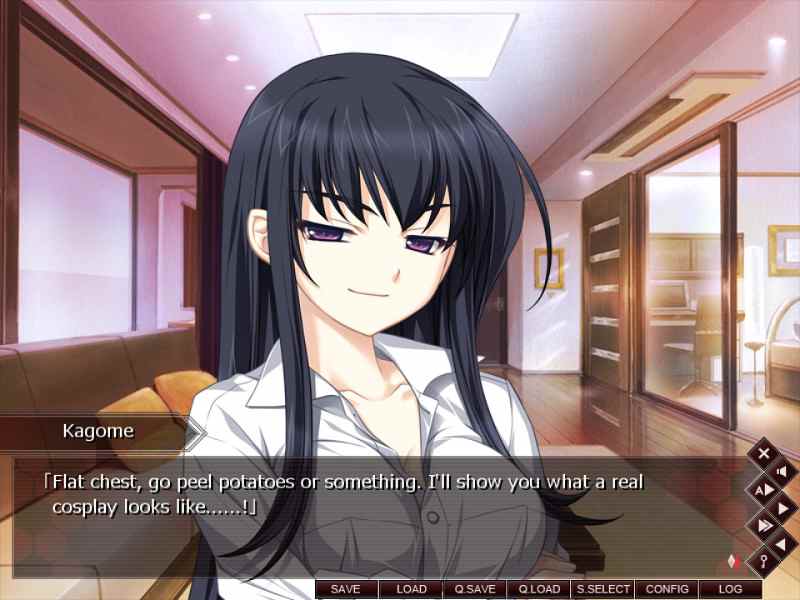 Kagome
「Flat chest, go peel potatoes or something. I'll show you what a real
cosplay looks like......!」
A
SAVE LOAD Q.SAVE Q.LOAD S.SELECT CONFIG LOG